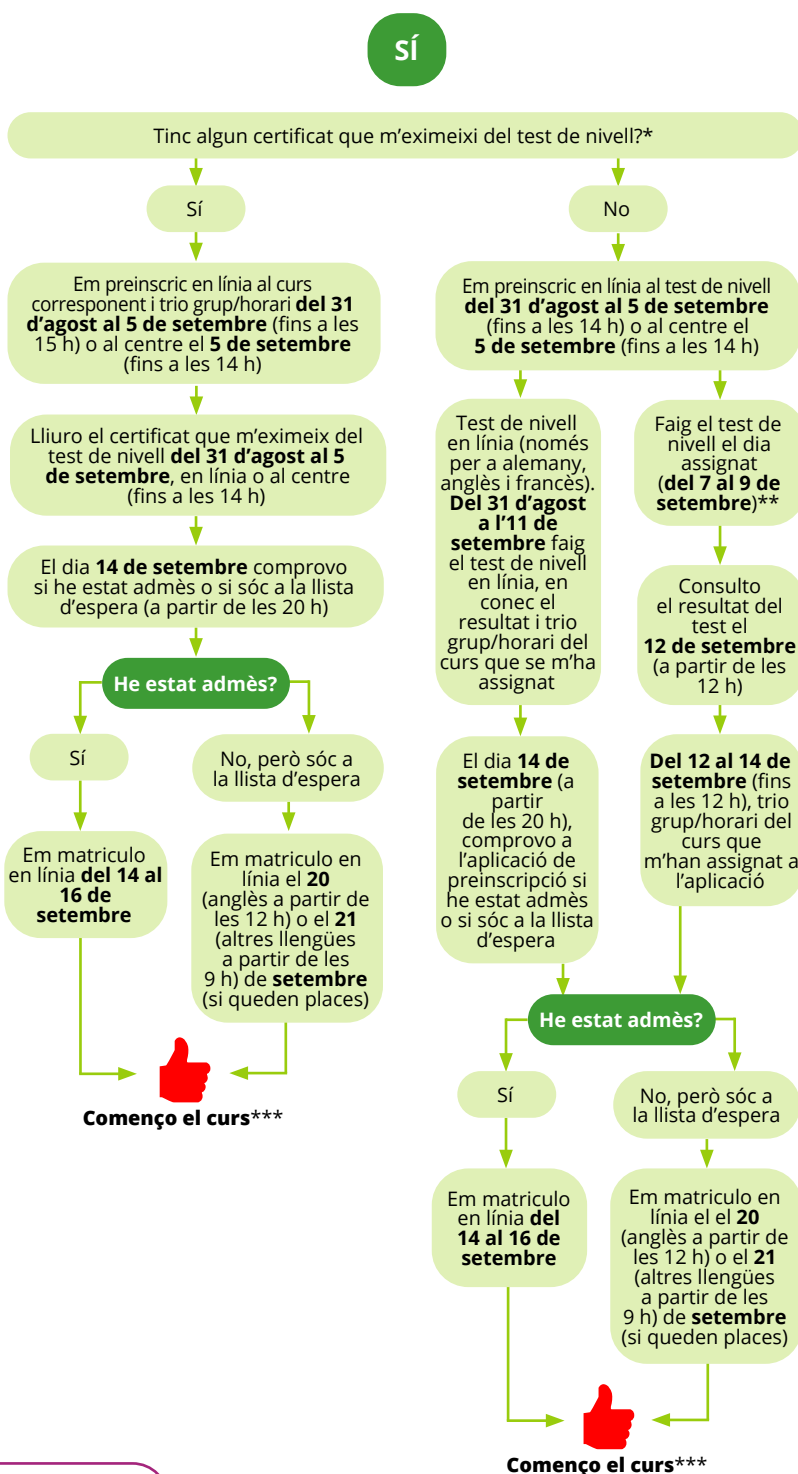 SÍ
Tinc algun certificat que m'eximeixi del test de nivell?*
Sí
Em preinscric en línia al curs
corresponent i trio grup/horari del 31
d'agost al 5 de setembre (fins a les
15 h) o al centre el 5 de setembre
(fins a les 14 h)
Lliuro el certificat que m'eximeix del
test de nivell del 31 d'agost al 5
de setembre, en línia o al centre
(fins a les 14 h)
El dia 14 de setembre comprovo
si he estat admès o si sóc a la llista
d'espera (a partir de les 20 h)
He estat admès?
Sí
Em matriculo
en línia del 14 al
16 de
setembre
No, però sóc a
la llista d'espera
Em matriculo en
línia el 20
(anglès a partir de
les 12 h) o el 21
(altres llengües
a partir de les
9 h) de setembre
(si queden places)
Començo el curs***
No
Em preinscric en línia al test de nivell
del 31 d'agost al 5 de setembre
(fins a les 14 h) o al centre el
5 de setembre (fins a les 14 h)
Test de nivell
en línia (només
per a alemany,
anglès i francès).
Del 31 d'agost
a l'11 de
setembre faig
el test de nivell
en línia, en
conec el
resultat i trio
grup/horari del
curs que se m'ha
assignat
El dia 14 de
setembre (a
partir
de les 20 h),
comprovo a
l'aplicació de
preinscripció si
he estat admès
o si sóc a la llista
d'espera
Faig el test de
nivell el dia
assignat
(del 7 al 9 de
setembre)**
Consulto
el resultat del
test el
12 de setembre
(a partir de les
12 h)
Del 12 al 14 de
setembre (fins
a les 12 h), trio
grup/horari del
curs que
m'han assignat a
l'aplicació
He estat admès?
Sí
Em matriculo
en línia del
14 al 16 de
setembre
No, però sóc a
la llista d'espera
Em matriculo en
línia el el 20
(anglès a partir de
les 12 h) o el 21
(altres llengües
a partir de les
9 h) de setembre
(si queden places)
Començo el curs***